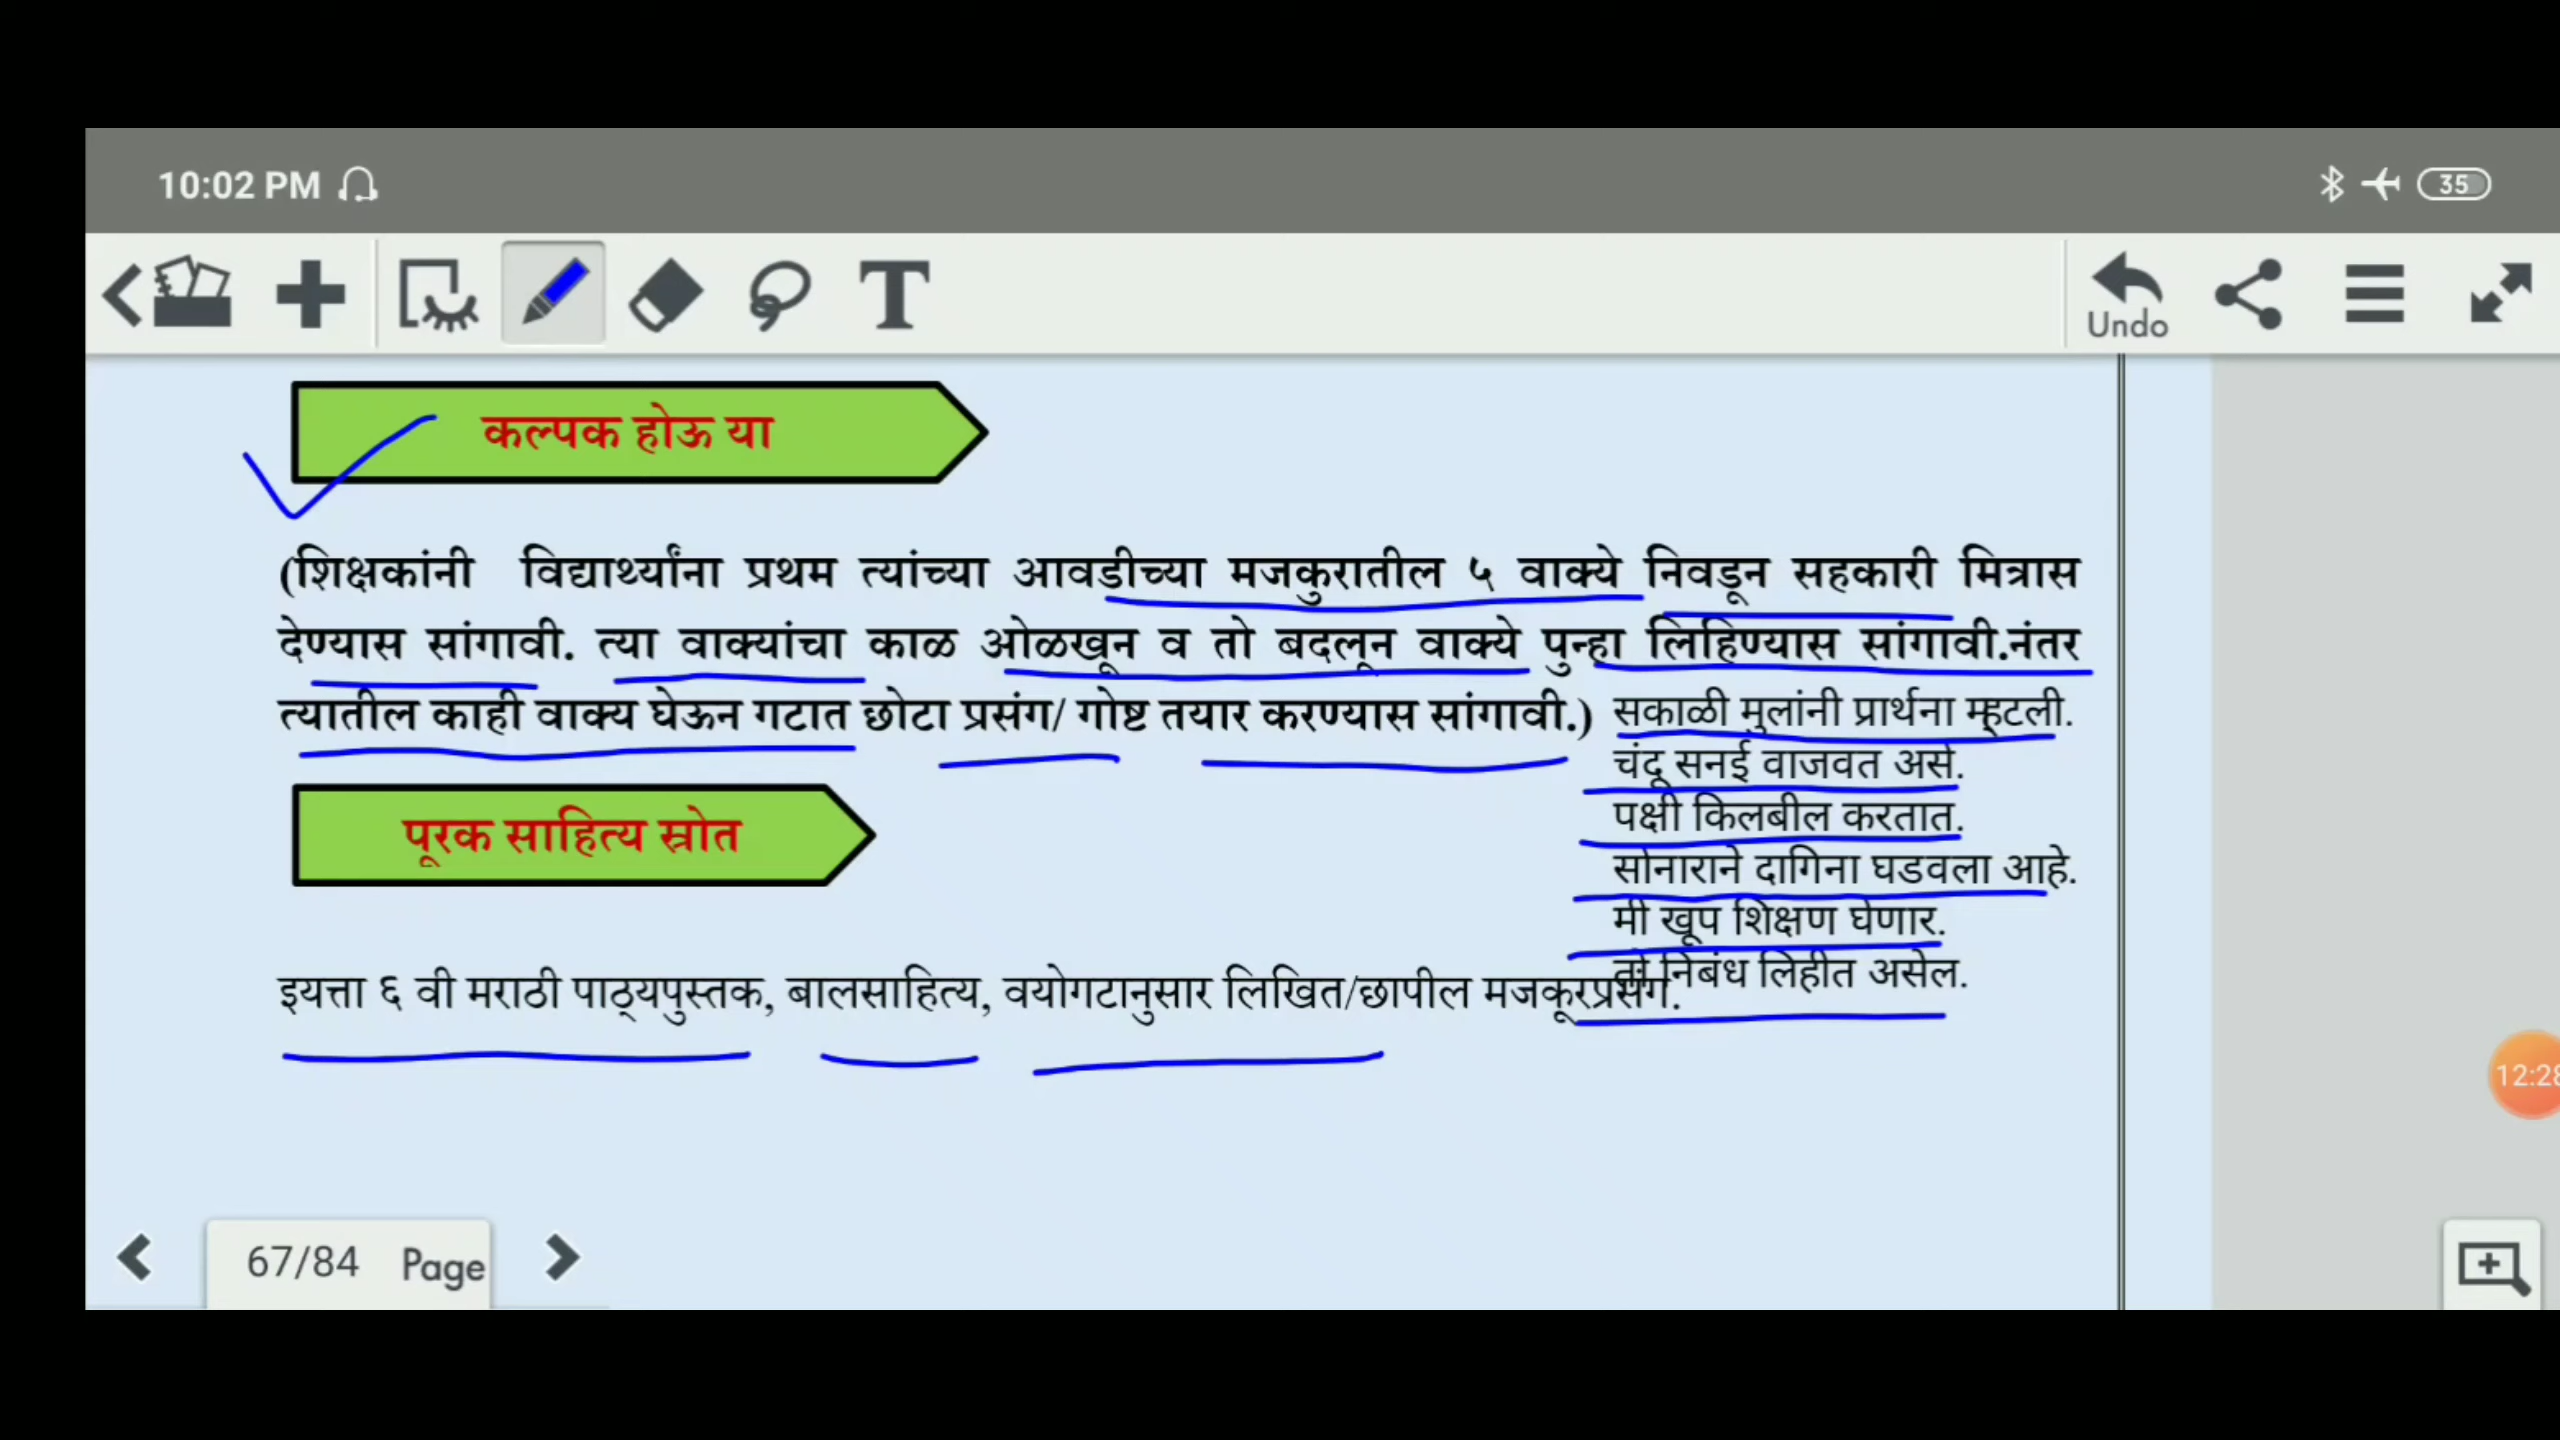 10:02 PM
35
Undo
कल्पक होऊ या
(शिक्षकांनी विद्यार्थ्यांना प्रथम त्यांच्या आवडीच्या मजकुरातील ५ वाक्ये निवडून सहकारी मित्रास
देण्यास सांगावी. त्या वाक्यांचा काळ ओळखून व तो बदलून वाक्ये पुन्हा लिहिण्यास सांगावी.नंतर
त्यातील काही वाक्य घेऊन गटात छोटा प्रसंग/ गोष्ट तयार करण्यास सांगावी.)
सकाळी मुलांनी प्रार्थना म्हटली.
चंदू सनई वाजवत असे.
पक्षी किलबील करतात.
सोनाराने दागिना घडवला आहे.
मी खूप शिक्षण घेणार.
तो निबंध लिहीत असेल.
पूरक साहित्य स्रोत
इयत्ता ६ वी मराठी पाठ्यपुस्तक, बालसाहित्य, वयोगटानुसार लिखित/छापील मजकूरप्रसंग.
12:28
67/84 Page